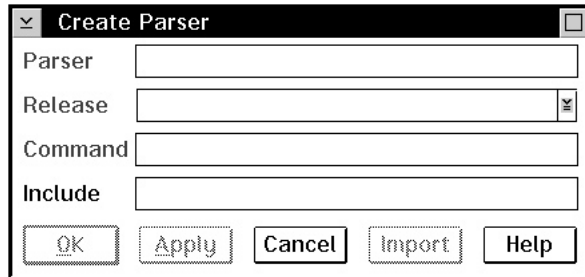 Create Parser
Parser
Release
Command
Include
OK Apply Cancel Import Help